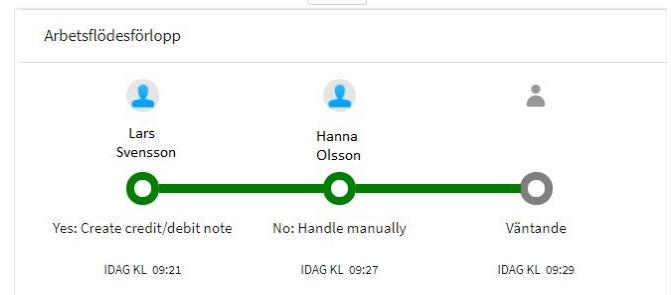 Arbetsflödesförlopp
Lars
Svensson
Hanna
Olsson
Yes: Create credit/debit note
No: Handle manually
Väntande
IDAG KL 09:21
IDAG KL 09:27
IDAG KL 09:29